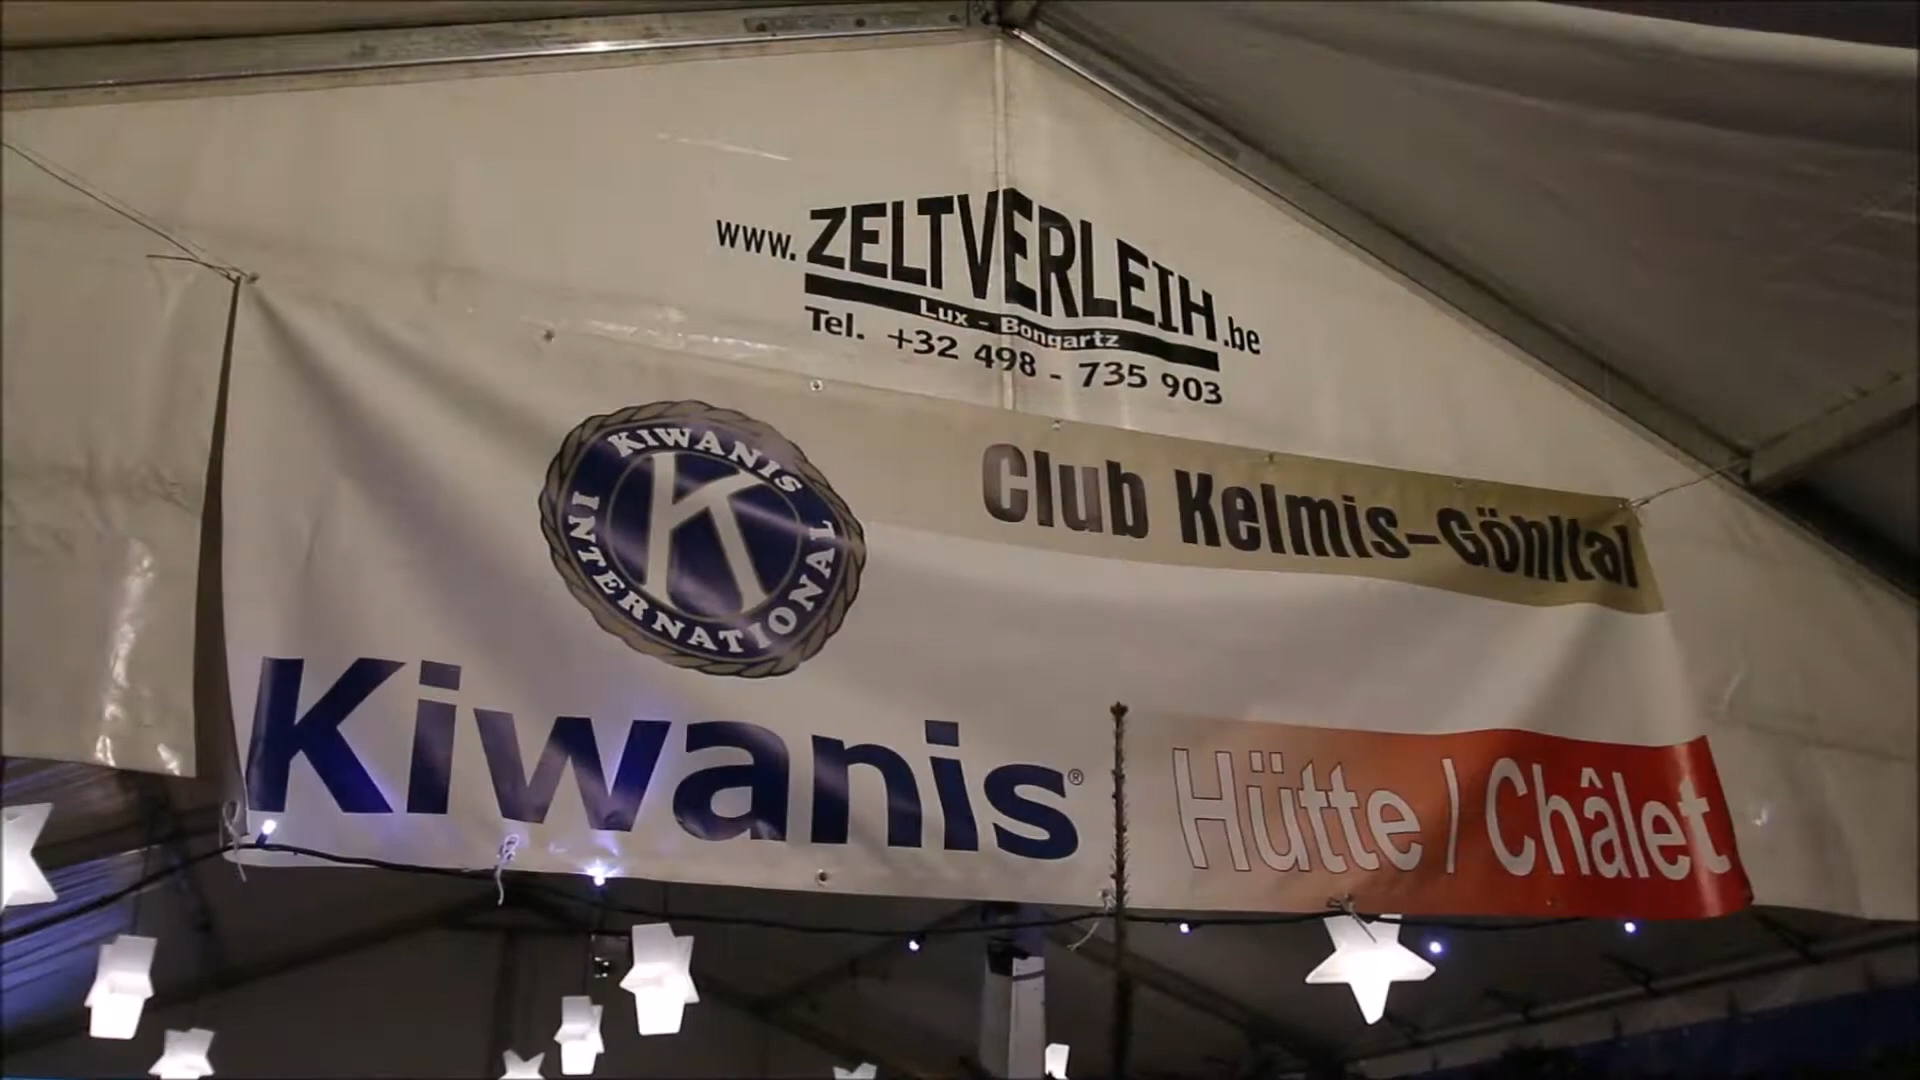 www.ZELTVERLEIH.be
Lux - Bongartz
Tel. +32 498 - 735 903
KIWANIS
K
INTERNATIONAL
Club Kelmis-Göhltal
Kiwanis®
Hütte / Châlet